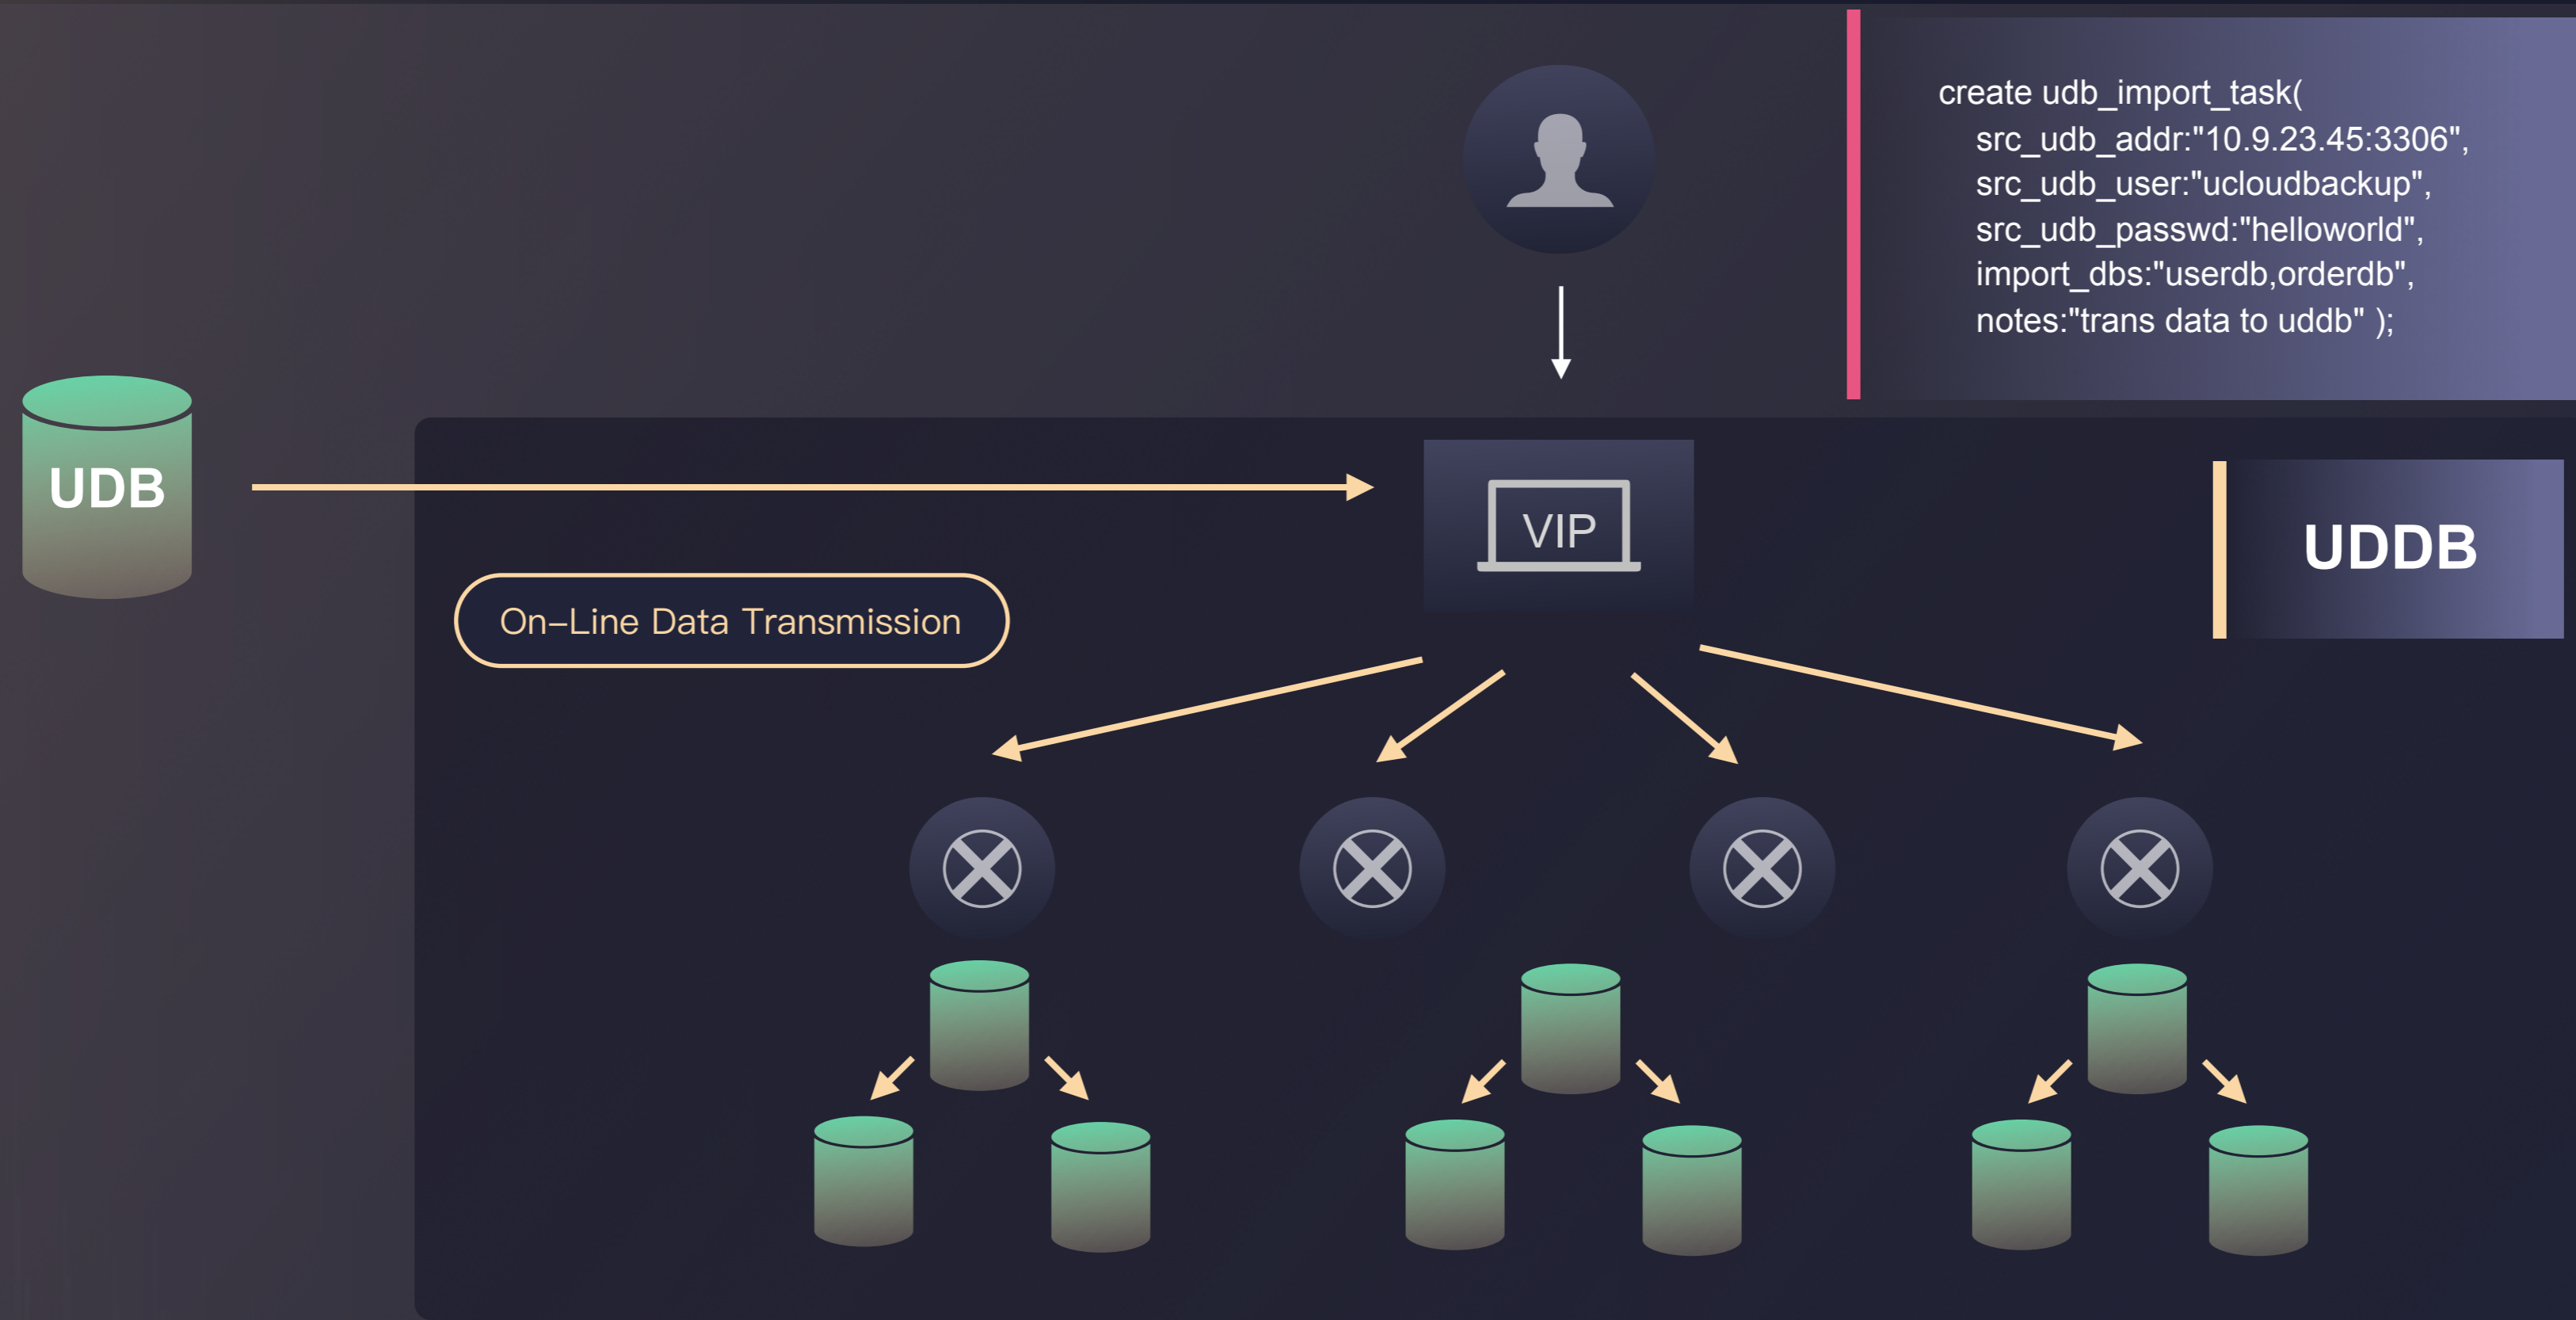 create udb_import_task(
src_udb_addr:"10.9.23.45:3306",
src_udb_user:"ucloudbackup",
src_udb_passwd:"helloworld",
import_dbs:"userdb,orderdb",
notes:"trans data to uddb" );
UDB
VIP
UDDB
On-Line Data Transmission